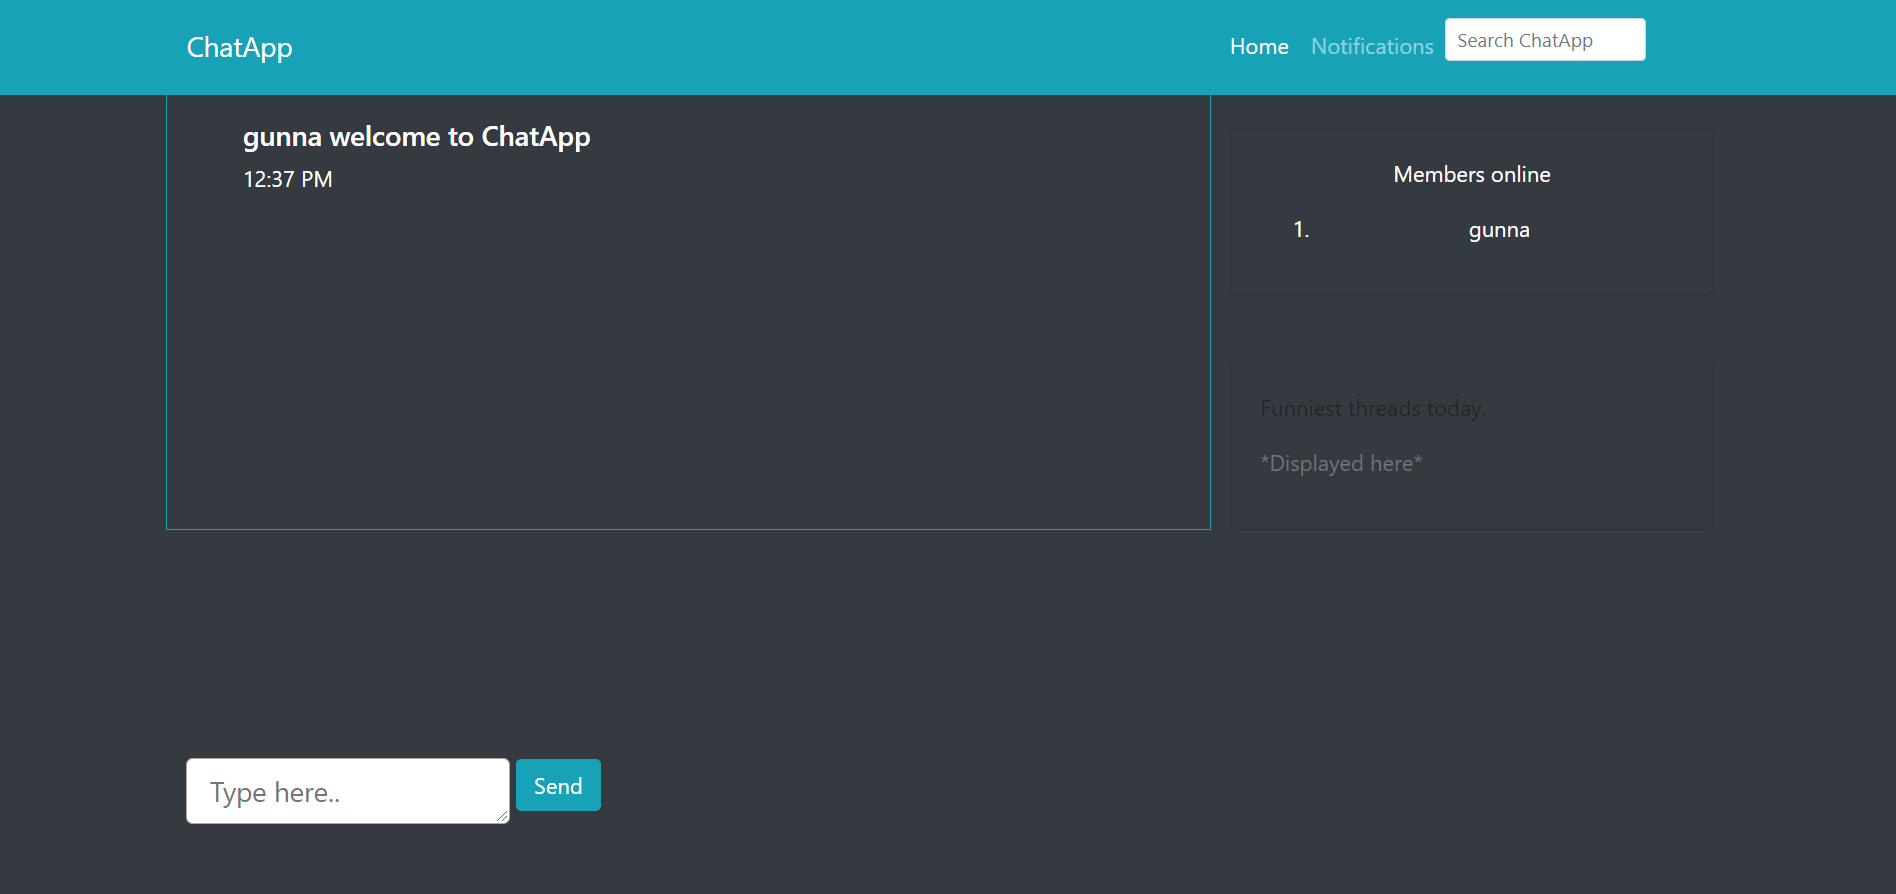 ChatApp
Home Notifications Search ChatApp
gunna welcome to ChatApp
12:37 PM
Members online
1. gunna
Funniest threads today.
*Displayed here*
Type here..
Send